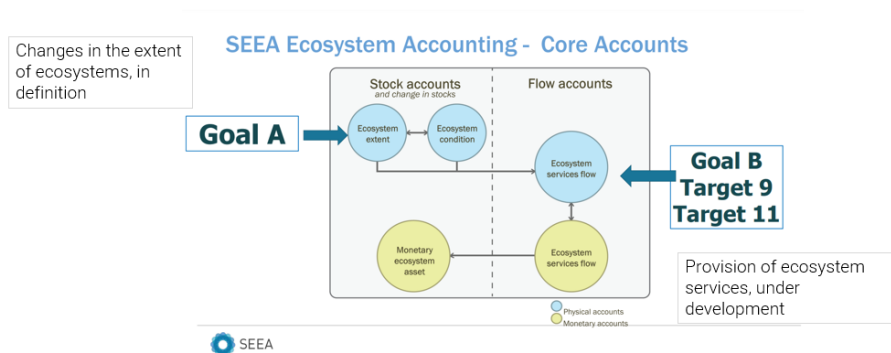 SEEA Ecosystem Accounting - Core Accounts
Changes in the extent
of ecosystems, in
definition
Stock accounts
and change in stocks
Flow accounts
Goal A
Ecosystem
extent
Ecosystem
condition
Ecosystem
services flow
Goal B
Target 9
Target 11
Monetary
ecosystem
asset
Ecosystem
services flow
Provision of ecosystem
services, under
development
Physical accounts
Monetary accounts
SEEA